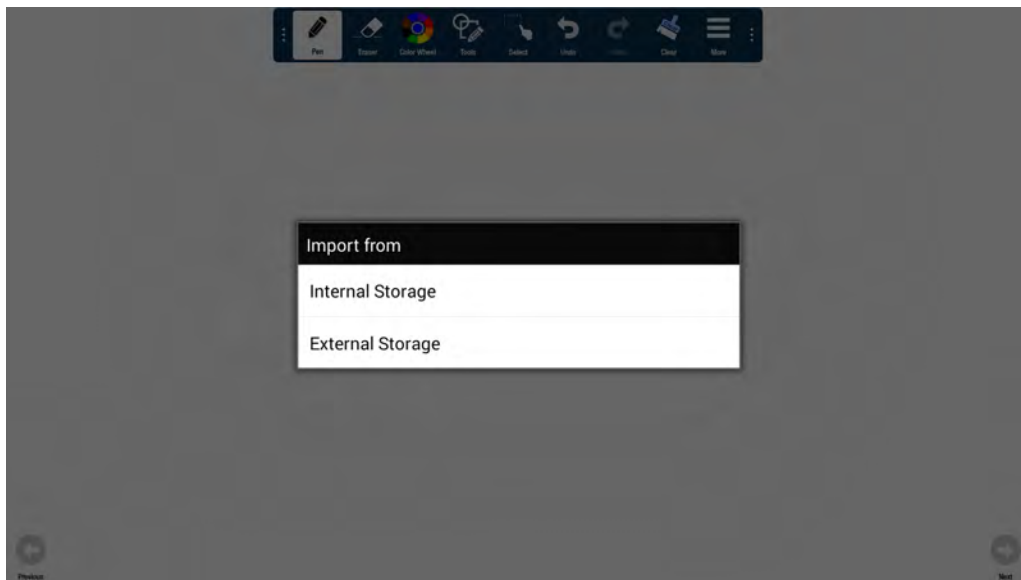 Pen Eraser Color Wheel Tools Select Undo Clear More
Import from
Internal Storage
External Storage
Previous Next